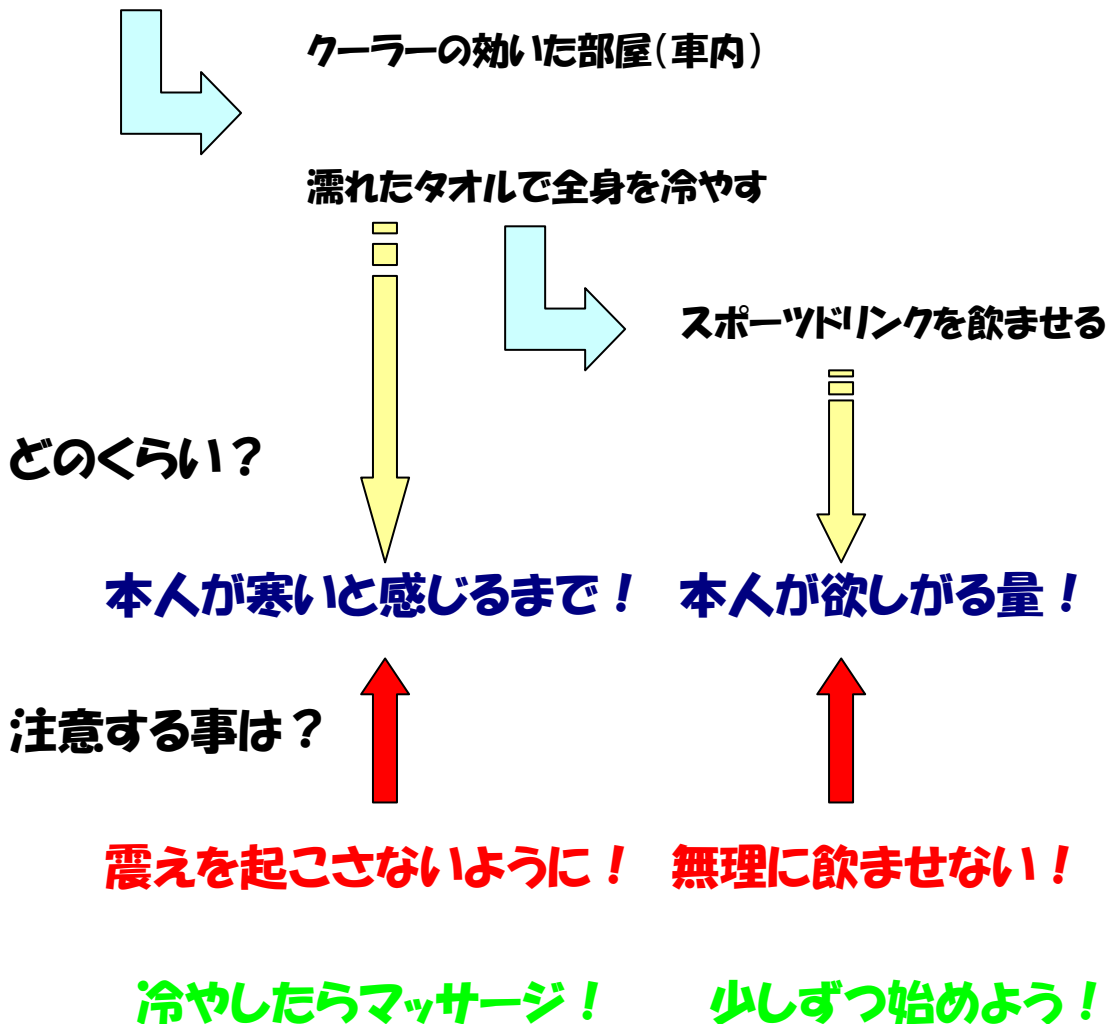 クーラーの効いた部屋(車内)
濡れたタオルで全身を冷やす
スポーツドリンクを飲ませる
どのくらい？
本人が寒いと感じるまで！
本人が欲しがる量！
注意する事は？
震えを起こさないように！
無理に飲ませない！
冷やしたらマッサージ！
少しずつ始めよう！